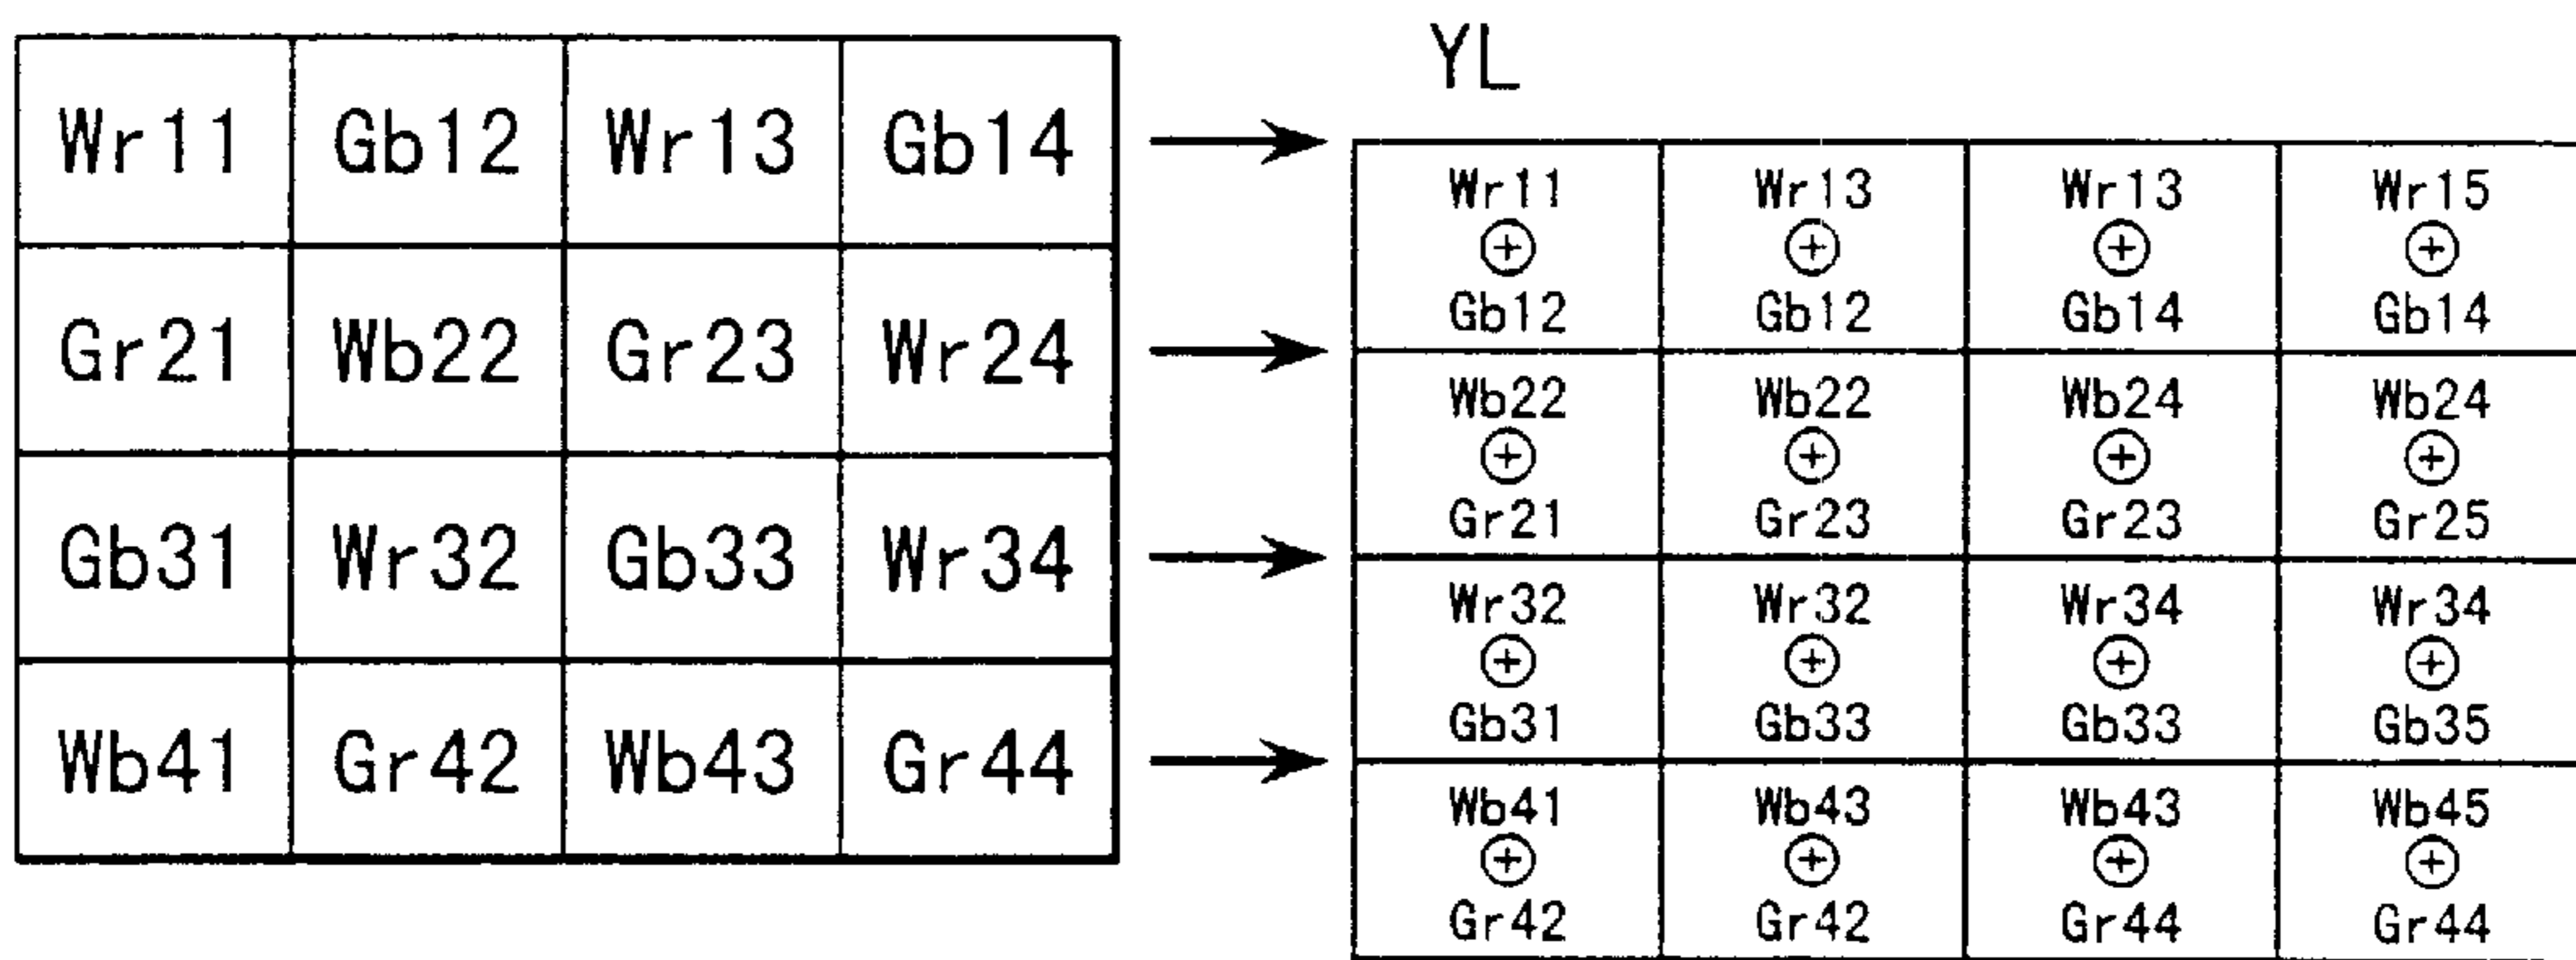 Wr11 Gb12 Wr13 Gb14
Gr21 Wb22 Gr23 Wr24
Gb31 Wr32 Gb33 Wr34
Wb41 Gr42 Wb43 Gr44
YL
Wr11 Wr13 Wr13 Wr15
⊕ ⊕ ⊕ ⊕
Gb12 Gb12 Gb14 Gb14
Wb22 Wb22 Wb24 Wb24
⊕ ⊕ ⊕ ⊕
Gr21 Gr23 Gr23 Gr25
Wr32 Wr32 Wr34 Wr34
⊕ ⊕ ⊕ ⊕
Gb31 Gb33 Gb33 Gb35
Wb41 Wb43 Wb43 Wb45
⊕ ⊕ ⊕ ⊕
Gr42 Gr42 Gr44 Gr44